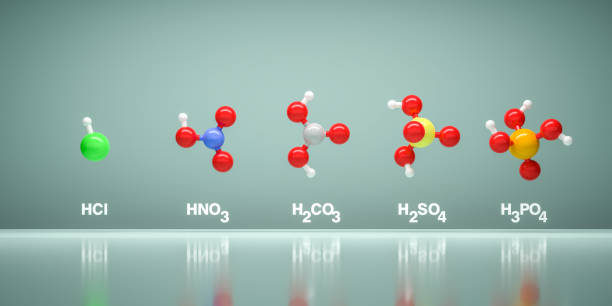 HCl HNO₃ H₂CO₃ H₂SO₄ H₃PO₄